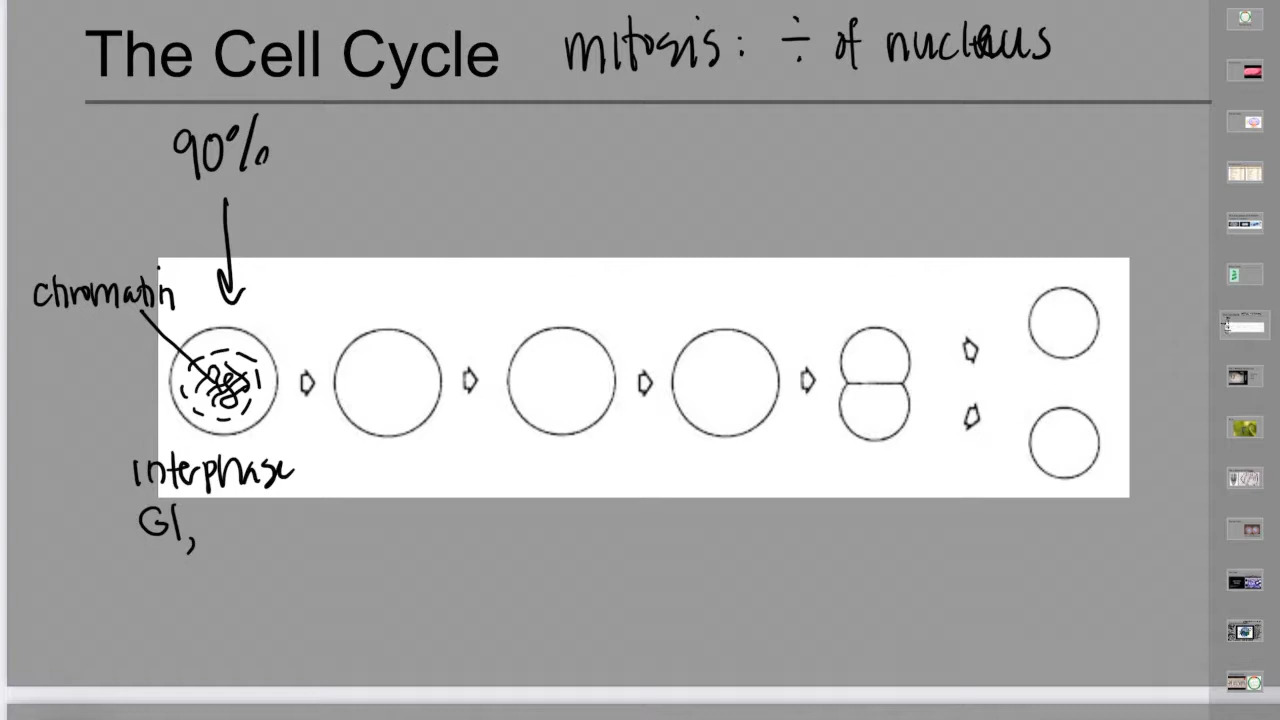 The Cell Cycle mitosis: ÷ of nucleus
90%
chromatin
interphase
G1,